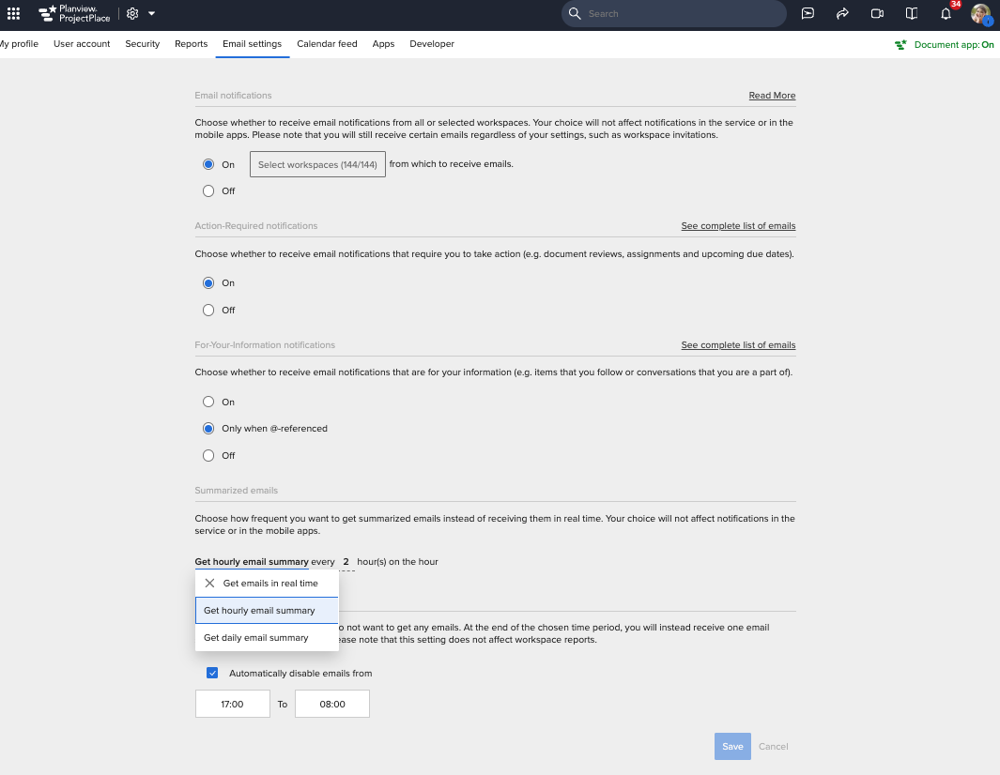 Planview
ProjectPlace
Search
34
My profile
User account
Security
Reports
Email settings
Calendar feed
Apps
Developer
Document app: On
Email notifications
Read More
Choose whether to receive email notifications from all or selected workspaces. Your choice will not affect notifications in the service or in the
mobile apps. Please note that you will still receive certain emails regardless of your settings, such as workspace invitations.
On
Select workspaces (144/144)
from which to receive emails.
Off
Action-Required notifications
See complete list of emails
Choose whether to receive email notifications that require you to take action (e.g. document reviews, assignments and upcoming due dates).
On
Off
For-Your-Information notifications
See complete list of emails
Choose whether to receive email notifications that are for your information (e.g. items that you follow or conversations that you are a part of).
On
Only when @-referenced
Off
Summarized emails
Choose how frequent you want to get summarized emails instead of receiving them in real time. Your choice will not affect notifications in the
service or in the mobile apps.
Get hourly email summary every 2 hour(s) on the hour
Get emails in real time
Get hourly email summary
Get daily email summary
not want to get any emails. At the end of the chosen time period, you will instead receive one email
note that this setting does not affect workspace reports.
Automatically disable emails from
17:00
To
08:00
Save
Cancel